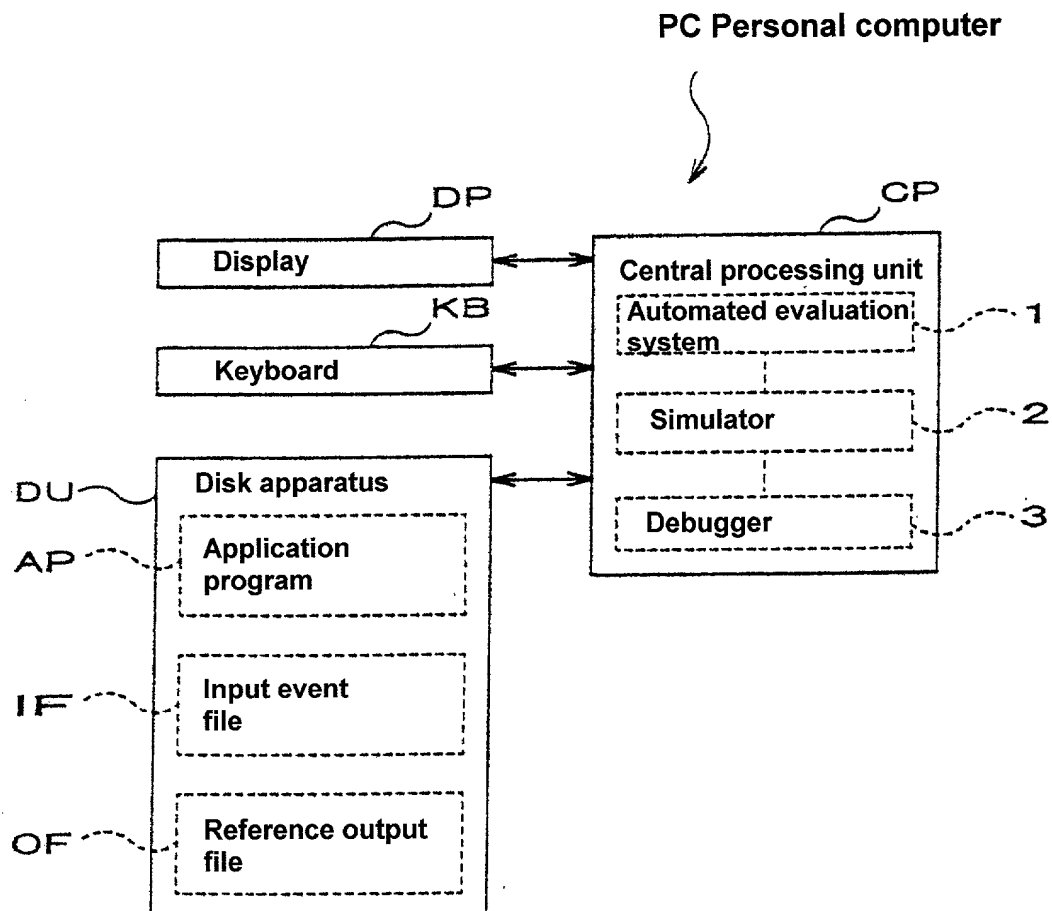 PC Personal computer
DP
CP
Display
Central processing unit
Automated evaluation
system
1
KB
Keyboard
Simulator
2
DU
Disk apparatus
Debugger
3
AP
Application
program
IF
Input event
file
OF
Reference output
file